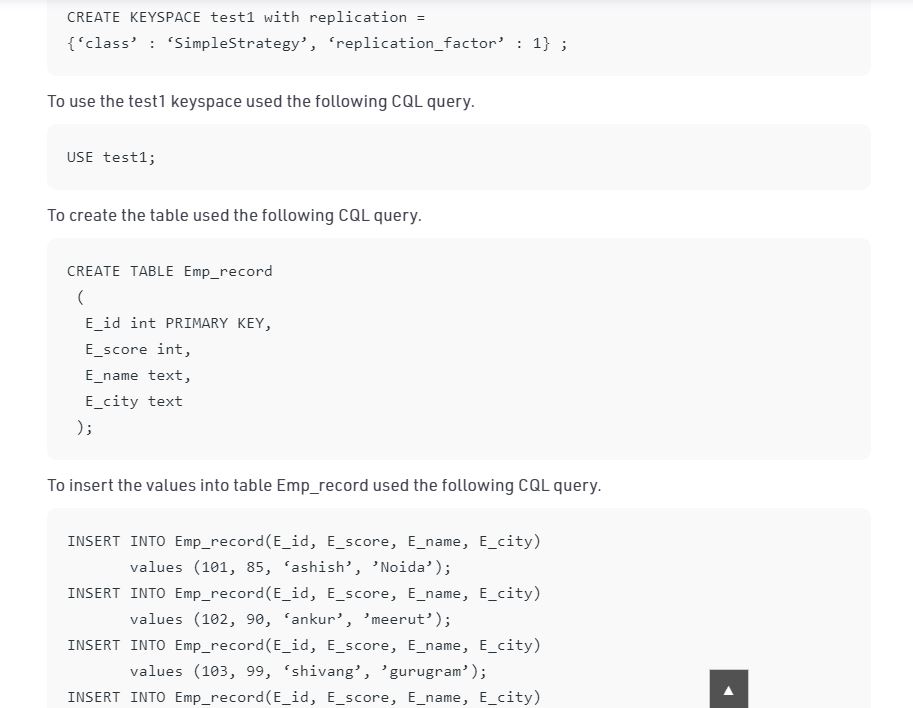 CREATE KEYSPACE test1 with replication =
{‘class’ : ‘SimpleStrategy’, ‘replication_factor’ : 1} ;
To use the test1 keyspace used the following CQL query.
USE test1;
To create the table used the following CQL query.
CREATE TABLE Emp_record
(
E_id int PRIMARY KEY,
E_score int,
E_name text,
E_city text
);
To insert the values into table Emp_record used the following CQL query.
INSERT INTO Emp_record(E_id, E_score, E_name, E_city)
values (101, 85, ‘ashish’, ’Noida’);
INSERT INTO Emp_record(E_id, E_score, E_name, E_city)
values (102, 90, ‘ankur’, ’meerut’);
INSERT INTO Emp_record(E_id, E_score, E_name, E_city)
values (103, 99, ‘shivang’, ’gurugram’);
INSERT INTO Emp_record(E_id, E_score, E_name, E_city)